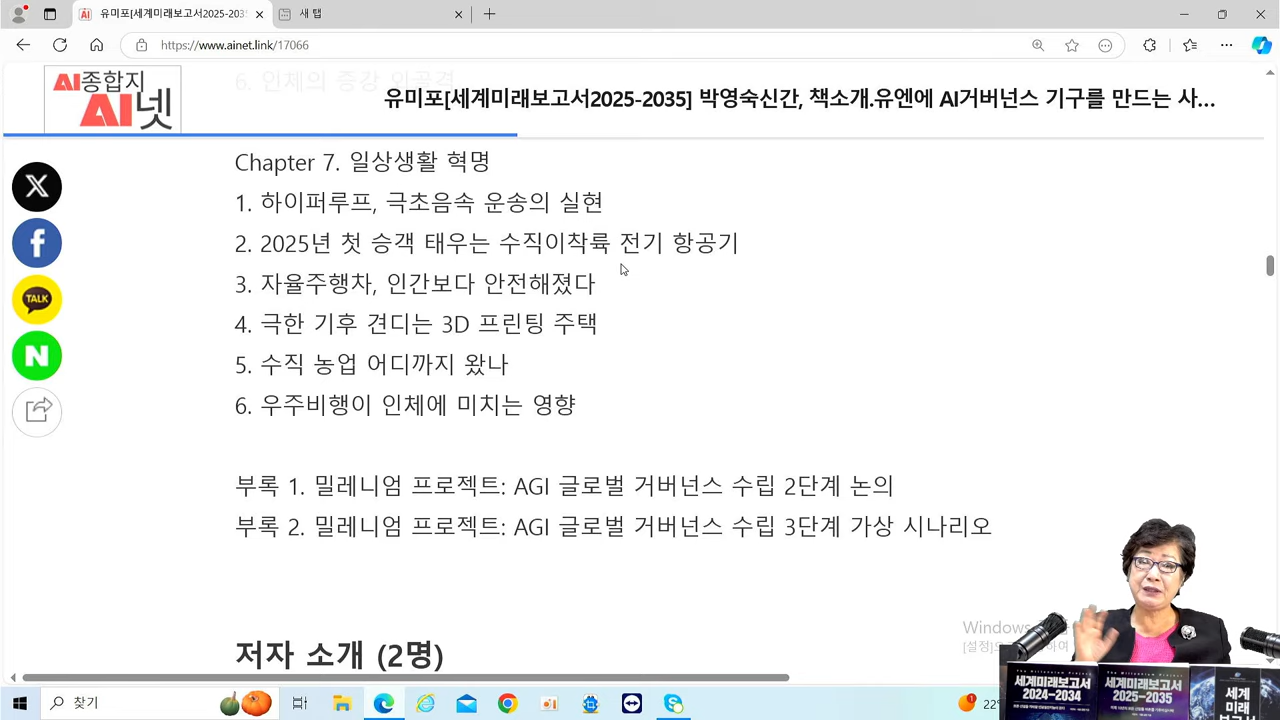 유미포[세계미래보고서2025-203
새 탭
https://www.ainet.link/17066
6. 인체의 증강 외골격
AI종합지
AI넷
유미포[세계미래보고서2025-2035] 박영숙신간, 책소개.유엔에 AI거버넌스 기구를 만드는 사...
Chapter 7. 일상생활 혁명
1. 하이퍼루프, 극초음속 운송의 실현
2. 2025년 첫 승객 태우는 수직이착륙 전기 항공기
3. 자율주행차, 인간보다 안전해졌다
4. 극한 기후 견디는 3D 프린팅 주택
5. 수직 농업 어디까지 왔나
6. 우주비행이 인체에 미치는 영향
부록 1. 밀레니엄 프로젝트: AGI 글로벌 거버넌스 수립 2단계 논의
부록 2. 밀레니엄 프로젝트: AGI 글로벌 거버넌스 수립 3단계 가상 시나리오
저자 소개 (2명)
TALK
N
Windows
[설정]
찾기
22
세계미래보고서
2024-2034
세계미래보고서
2025-2035
세계
미래